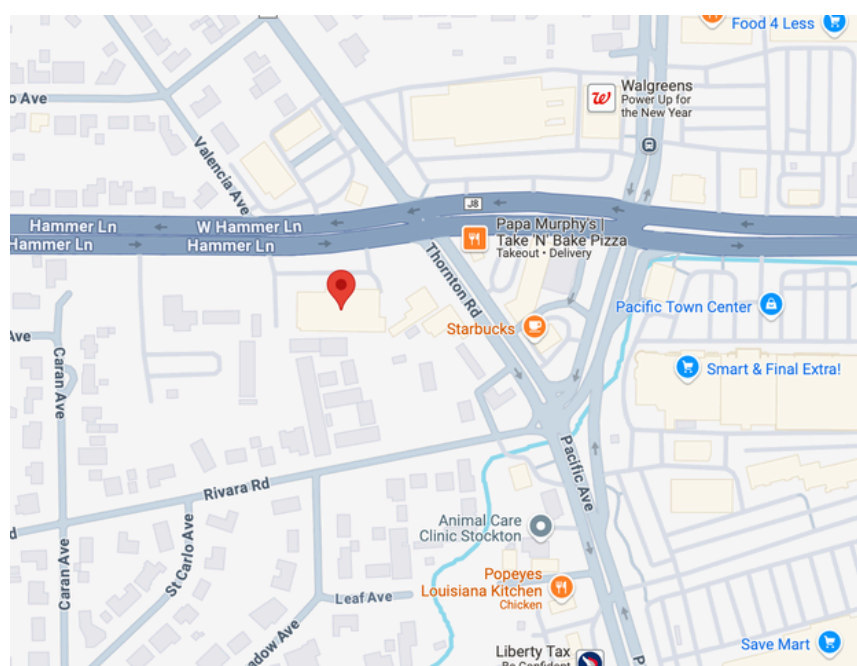 Food 4 Less
o Ave
Walgreens
Power Up for
the New Year
Valencia Ave
J8
Hammer Ln
W Hammer Ln
Hammer Ln
Hammer Ln
Papa Murphy's |
Take 'N' Bake Pizza
Takeout • Delivery
Thornton Rd
Pacific Town Center
Starbucks
Ave
Caran Ave
Smart & Final Extra!
Pacific Ave
Rivara Rd
d
Animal Care
Clinic Stockton
St Carlo Ave
Caran Ave
Popeyes
Louisiana Kitchen
Chicken
Leaf Ave
adow Ave
Liberty Tax
Be Confident
P
Save Mart